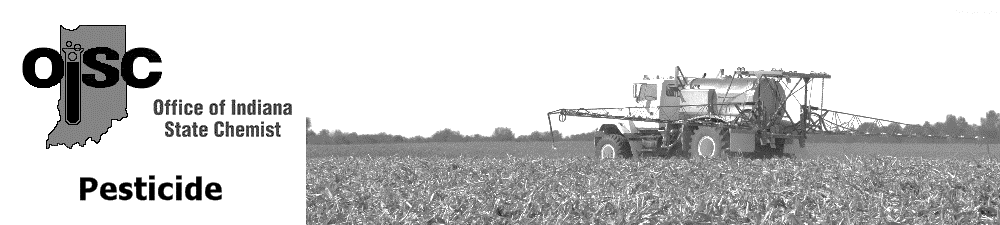 OISC
Office of Indiana
State Chemist
Pesticide